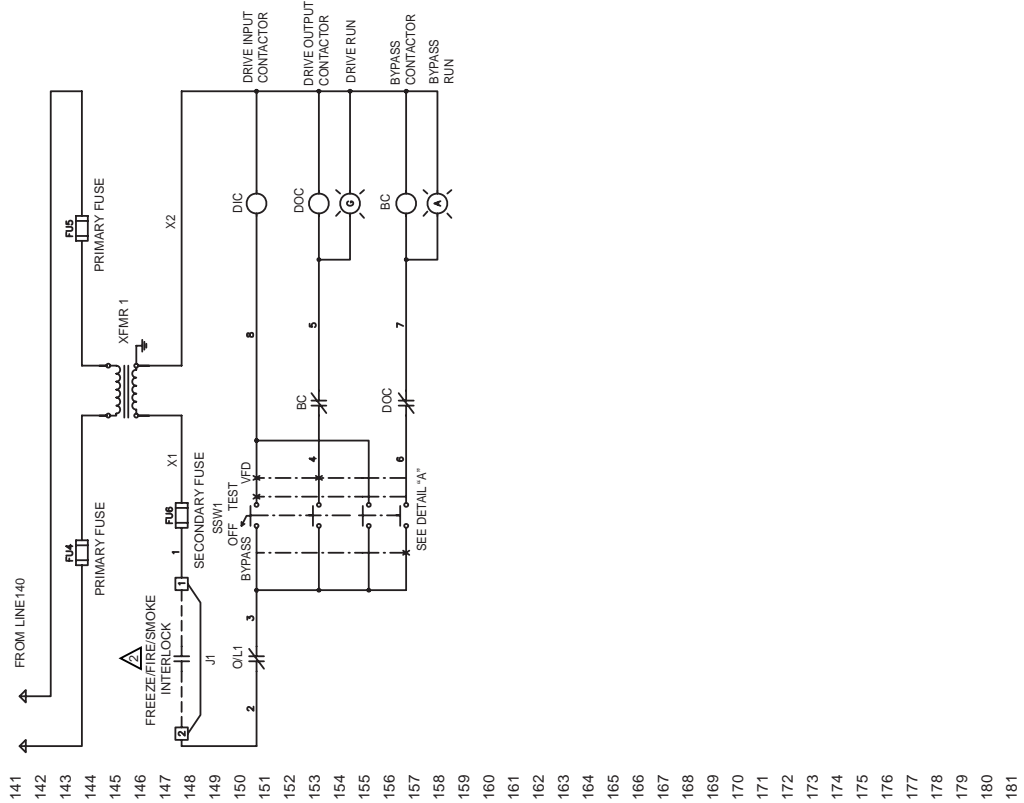 141
142
143
144
145
146
147
148
149
150
151
152
153
154
155
156
157
158
159
160
161
162
163
164
165
166
167
168
169
170
171
172
173
174
175
176
177
178
179
180
181
FROM LINE140
FU4
PRIMARY FUSE
FU5
PRIMARY FUSE
XFMR 1
X1
X2
2
FREEZE/FIRE/SMOKE
INTERLOCK
2
1
J1
1
FU6
SECONDARY FUSE
SSW1
OFF TEST
BYPASS
VFD
2
O/L1
3
8
DIC
DRIVE INPUT
CONTACTOR
4
BC
5
DOC
DRIVE OUTPUT
CONTACTOR
G
DRIVE RUN
6
DOC
7
BC
BYPASS
CONTACTOR
A
BYPASS
RUN
SEE DETAIL "A"